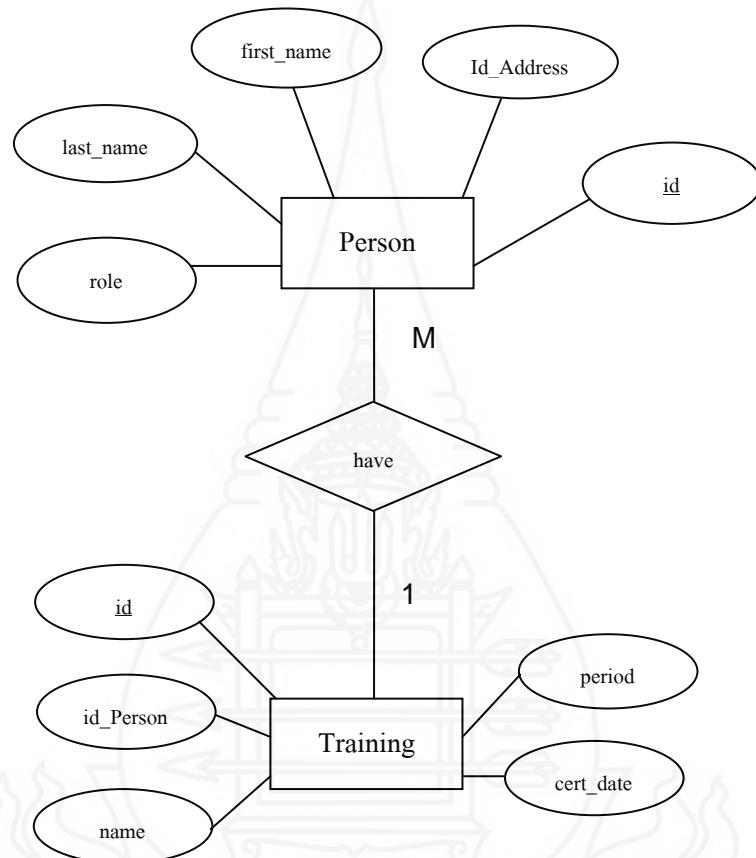 first_name
Id_Address
last_name
id
Person
role
M
have
id
1
period
id_Person
Training
cert_date
name